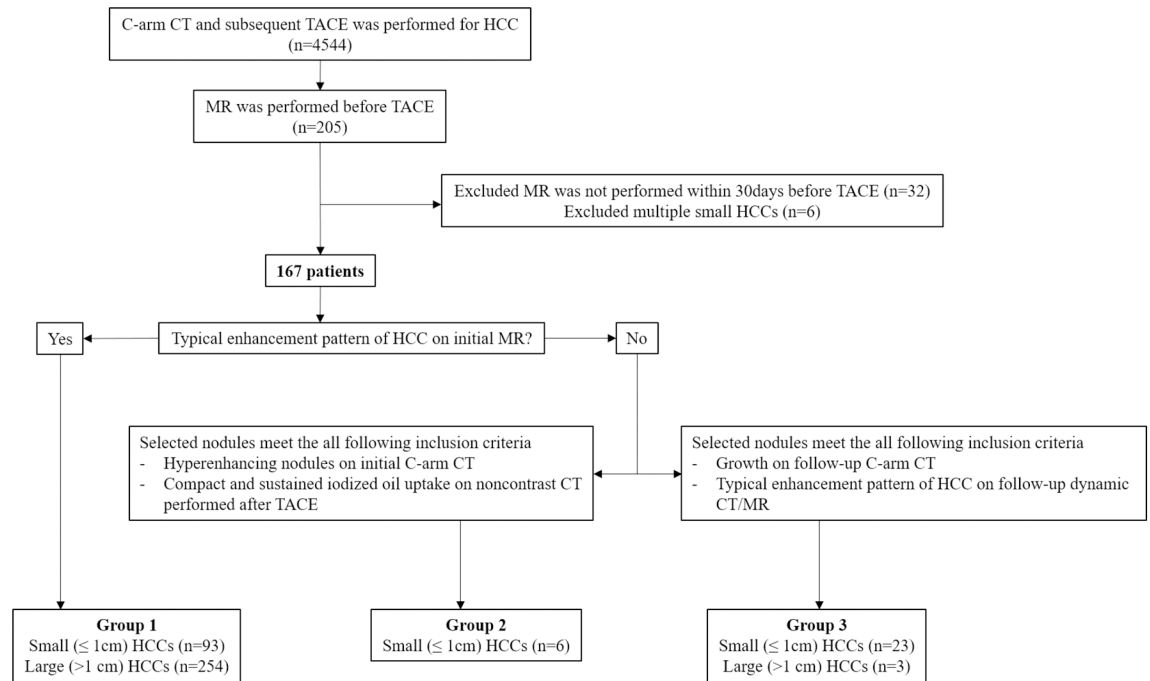 C-arm CT and subsequent TACE was performed for HCC
(n=4544)
MR was performed before TACE
(n=205)
Excluded MR was not performed within 30days before TACE (n=32)
Excluded multiple small HCCs (n=6)
167 patients
Yes
Typical enhancement pattern of HCC on initial MR?
No
Selected nodules meet the all following inclusion criteria
- Hyperenhancing nodules on initial C-arm CT
- Compact and sustained iodized oil uptake on noncontrast CT
performed after TACE
Selected nodules meet the all following inclusion criteria
- Growth on follow-up C-arm CT
- Typical enhancement pattern of HCC on follow-up dynamic
CT/MR
Group 1
Small (≤ 1cm) HCCs (n=93)
Large (>1 cm) HCCs (n=254)
Group 2
Small (≤ 1cm) HCCs (n=6)
Group 3
Small (≤ 1cm) HCCs (n=23)
Large (>1 cm) HCCs (n=3)